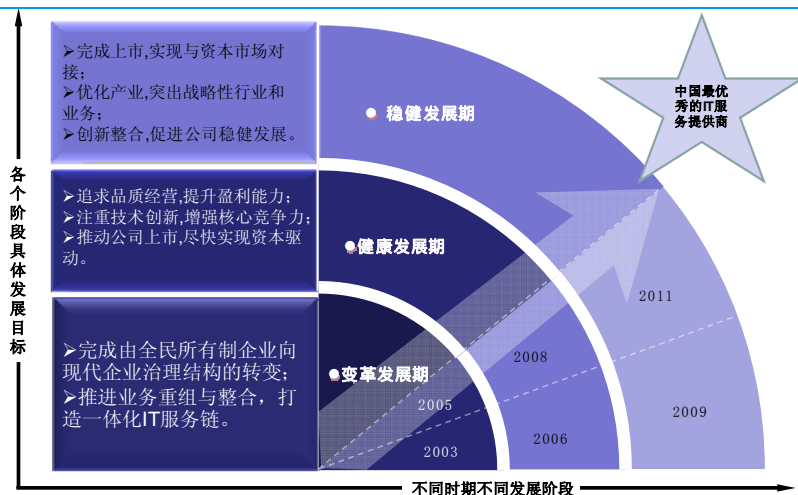 ➢完成上市,实现与资本市场对
接；
➢优化产业,突出战略性行业和
业务；
➢创新整合,促进公司稳健发展。
稳健发展期
中国最优
秀的IT服
务提供商
各个阶段具体发展目标
➢追求品质经营,提升盈利能力；
➢注重技术创新,增强核心竞争力；
➢推动公司上市,尽快实现资本驱
动。
健康发展期
2011
➢完成由全民所有制企业向
现代企业治理结构的转变；
➢推进业务重组与整合，打
造一体化IT服务链。
变革发展期
2008
2005
2009
2006
2003
不同时期不同发展阶段